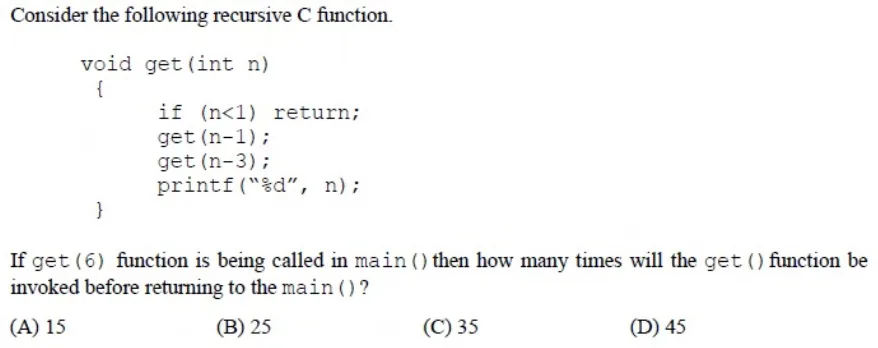 Consider the following recursive C function.
void get(int n)
{
if (n<1) return;
get(n-1);
get(n-3);
printf(“%d”, n);
}
If get(6) function is being called in main() then how many times will the get() function be
invoked before returning to the main()?
(A) 15 (B) 25 (C) 35 (D) 45